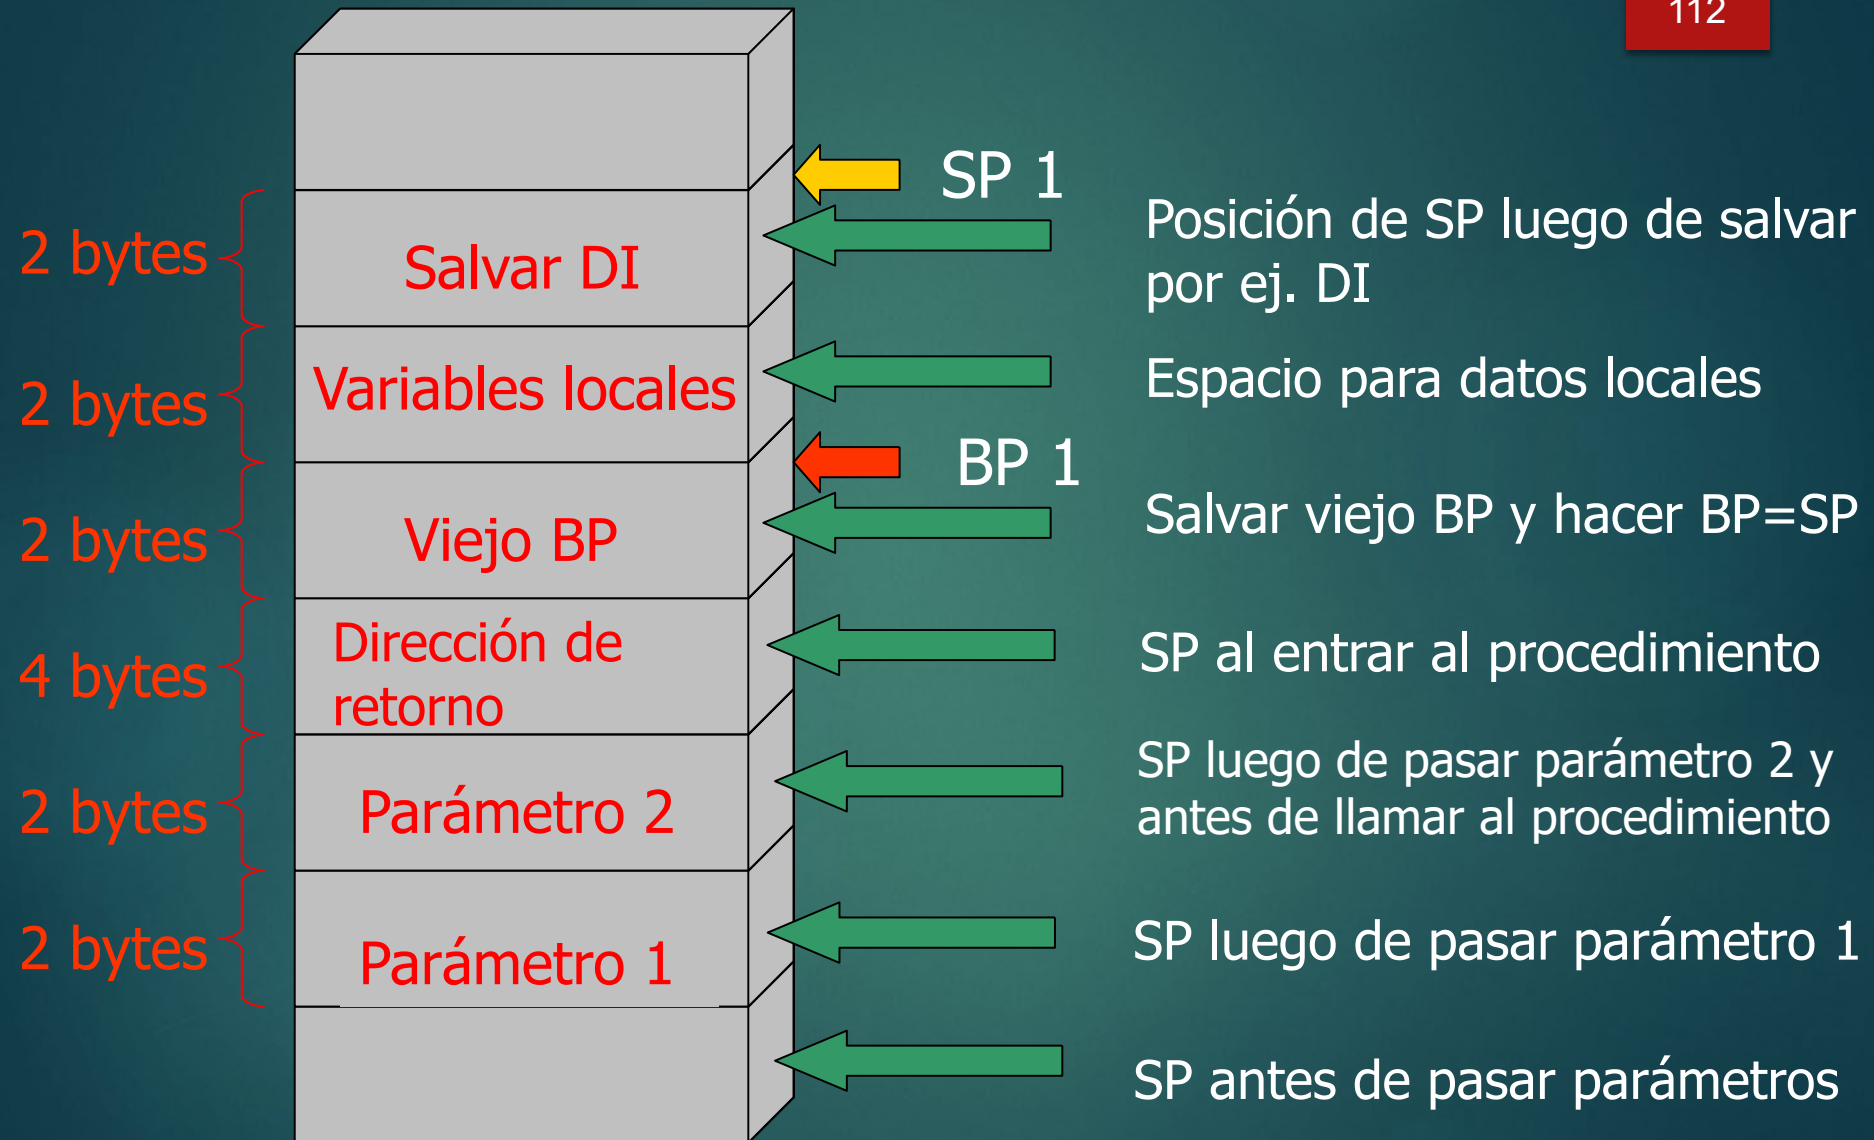 112
SP 1
2 bytes
Salvar DI
Posición de SP luego de salvar
por ej. DI
2 bytes
Variables locales
Espacio para datos locales
BP 1
2 bytes
Viejo BP
Salvar viejo BP y hacer BP=SP
4 bytes
Dirección de
retorno
SP al entrar al procedimiento
2 bytes
Parámetro 2
SP luego de pasar parámetro 2 y
antes de llamar al procedimiento
2 bytes
Parámetro 1
SP luego de pasar parámetro 1
SP antes de pasar parámetros